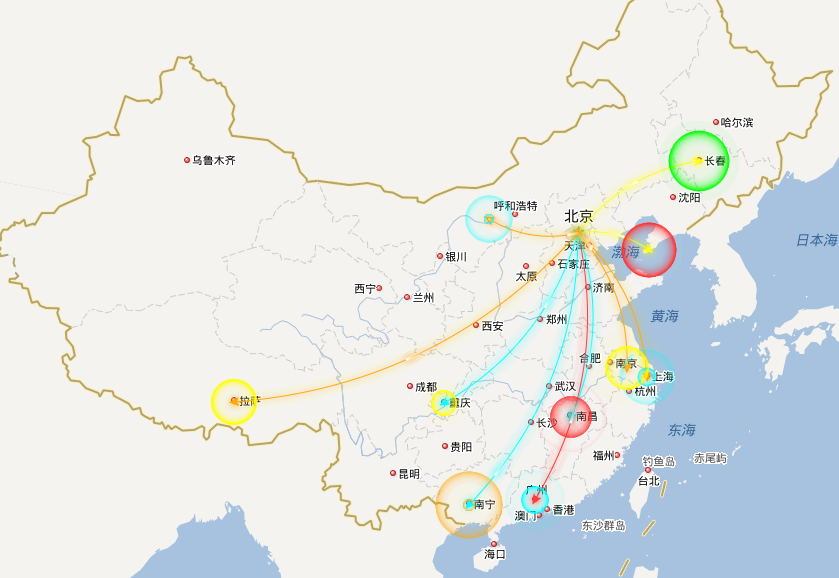 哈尔滨
乌鲁木齐
长春
沈阳
呼和浩特
北京
日本海
天津
渤海
银川
石家庄
太原
西宁
兰州
济南
黄海
郑州
西安
合肥
南京
上海
成都
武汉
杭州
拉萨
重庆
南昌
长沙
东海
贵阳
福州
钓鱼岛
赤尾屿
昆明
台北
广州
南宁
香港
澳门
东沙群岛
海口